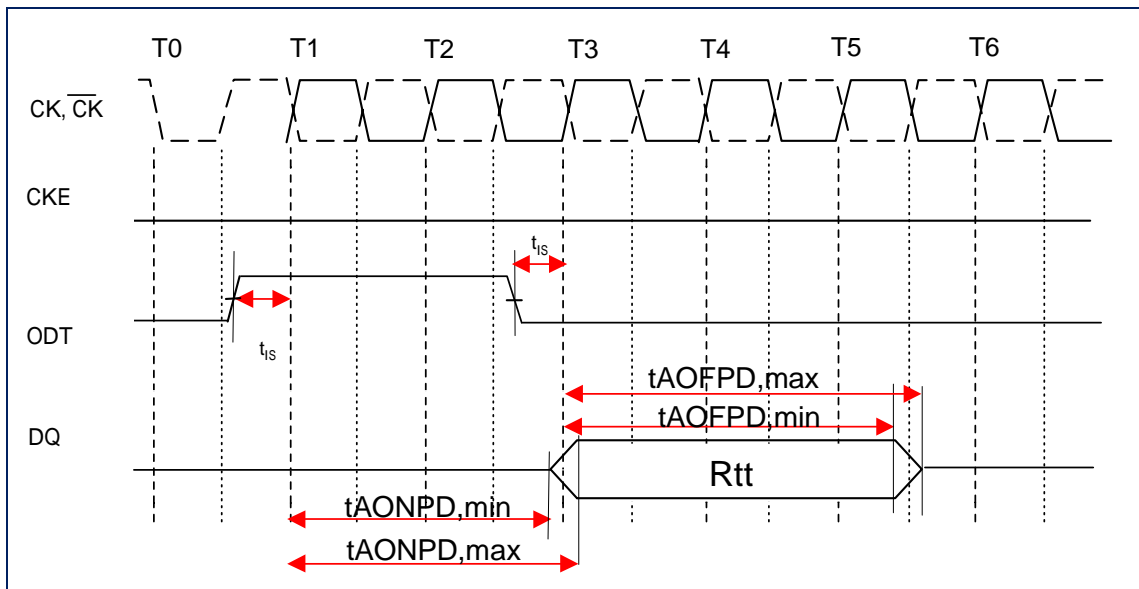 T0 T1 T2 T3 T4 T5 T6
CK, C̅K̅
CKE
tIS
tIS
ODT
tAOFPD,max
tAOFPD,min
DQ
Rtt
tAONPD,min
tAONPD,max